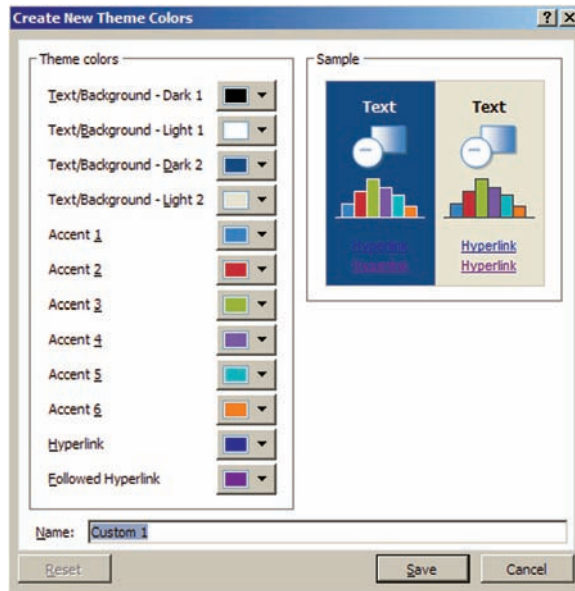 Create New Theme Colors
Theme colors
Text/Background - Dark 1
Text/Background - Light 1
Text/Background - Dark 2
Text/Background - Light 2
Accent 1
Accent 2
Accent 3
Accent 4
Accent 5
Accent 6
Hyperlink
Followed Hyperlink
Sample
Text
Text
Hyperlink
Hyperlink
Hyperlink
Hyperlink
Name: Custom 1
Reset
Save
Cancel